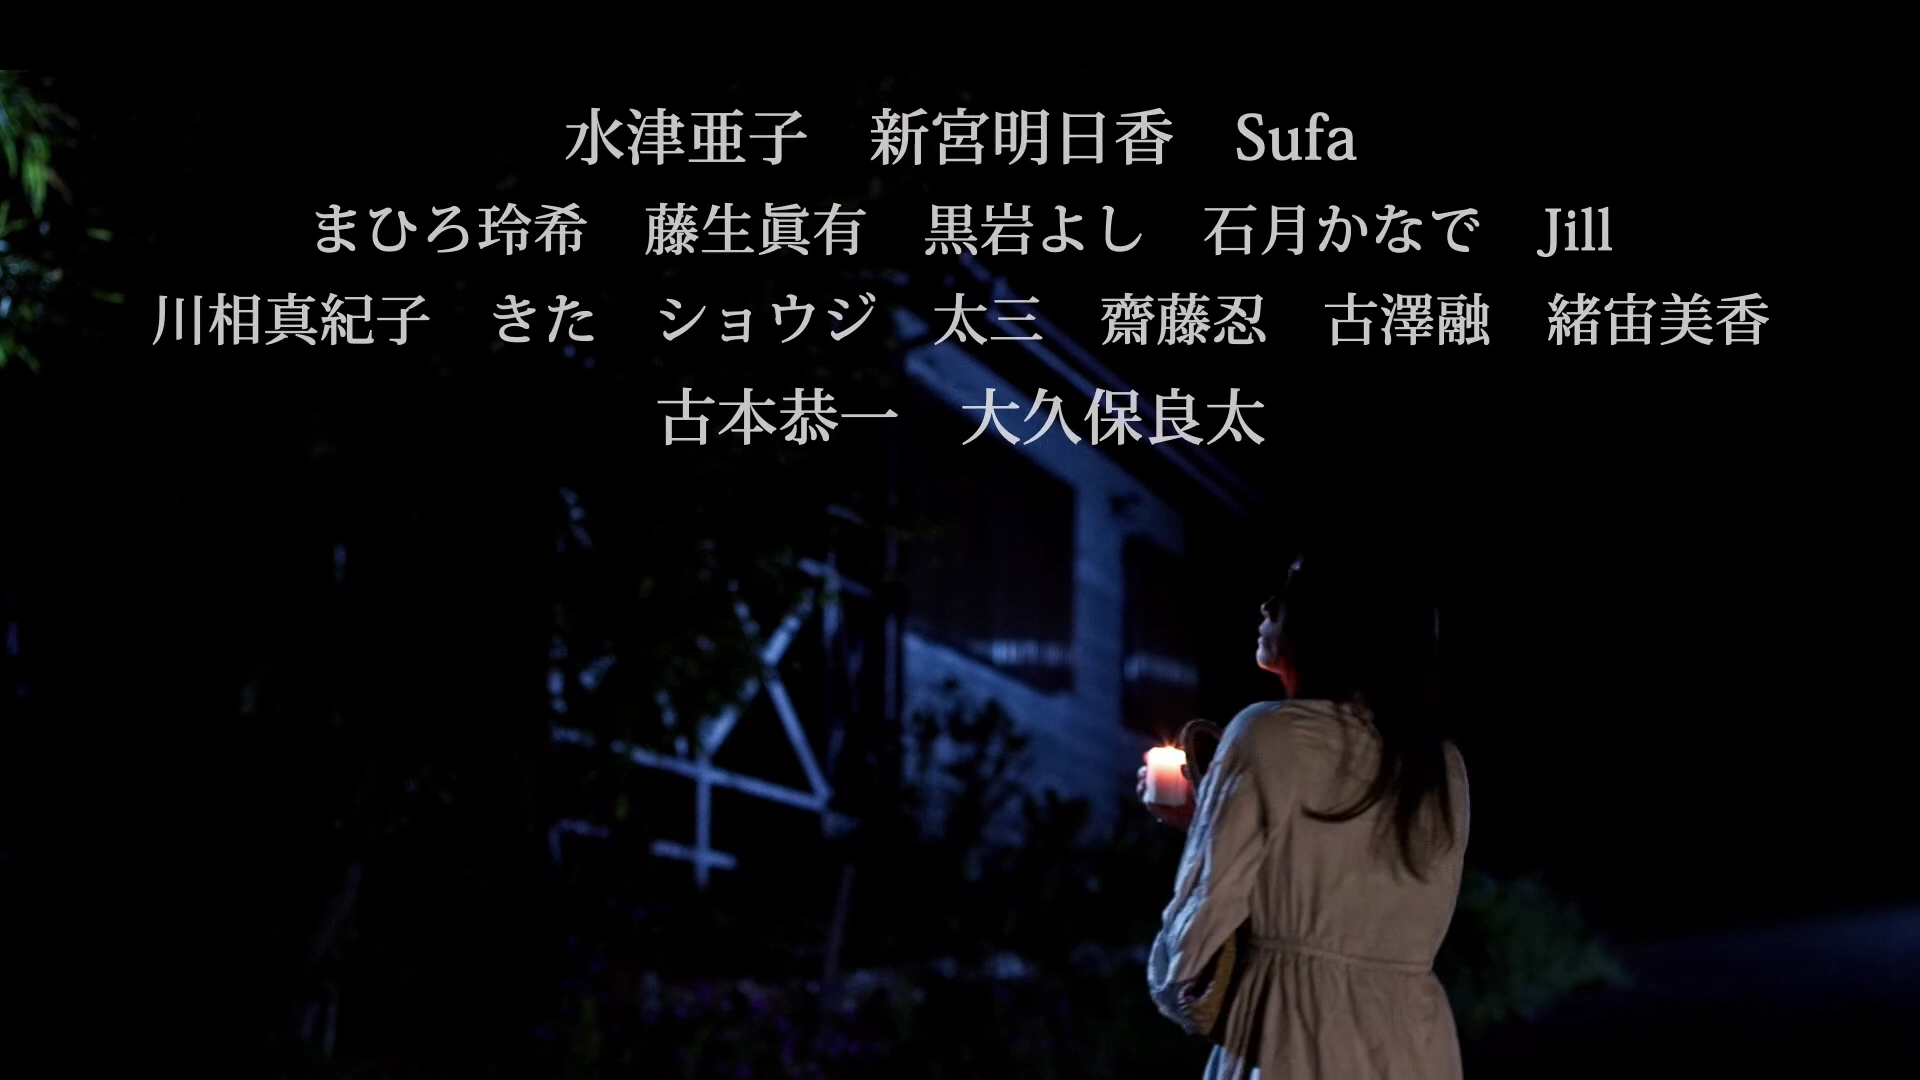 水津亜子　新宮明日香　Sufa
まひろ玲希　藤生眞有　黒岩よし　石月かなで　Jill
川相真紀子　きた　ショウジ　太三　齋藤忍　古澤融　緒宙美香
古本恭一　大久保良太